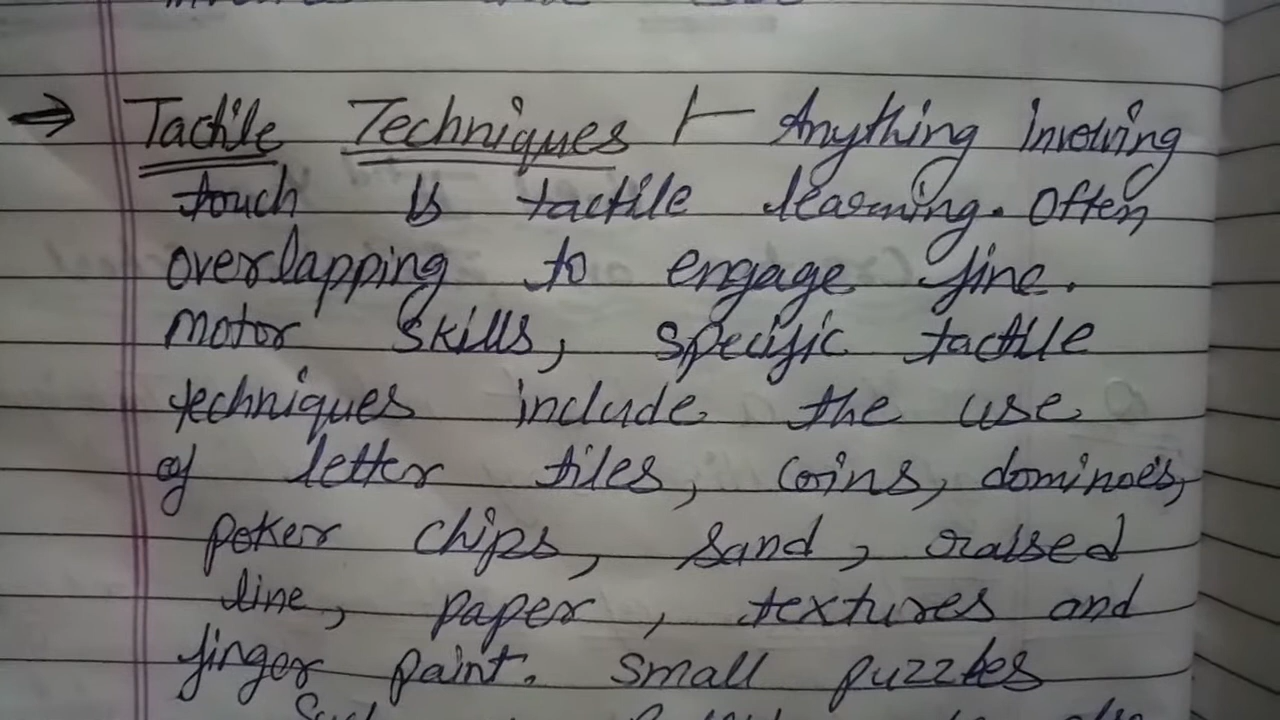 ⇒ Tactile Techniques :- Anything involving
touch is tactile learning. Often
overlapping to engage fine.
motor skills, specific tactile
techniques include the use
of letter tiles, coins, dominoes,
poker chips, sand, raised
line, paper, textures and
finger paint. small puzzles